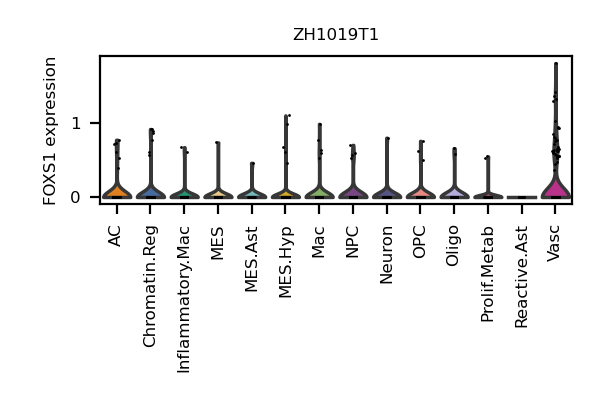 ZH1019T1
FOXS1 expression
1
0
AC
Chromatin.Reg
Inflammatory.Mac
MES
MES.Ast
MES.Hyp
Mac
NPC
Neuron
OPC
Oligo
Prolif.Metab
Reactive.Ast
Vasc